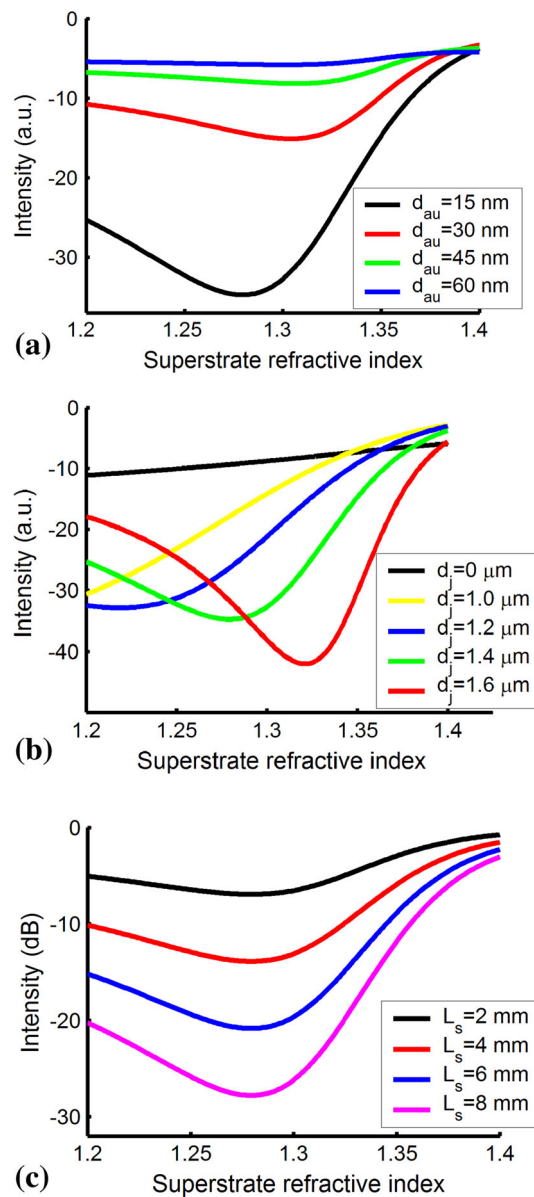 0
-10
-20
-30
Intensity (a.u.)
d_au=15 nm
d_au=30 nm
d_au=45 nm
d_au=60 nm
1.2 1.25 1.3 1.35 1.4
(a) Superstrate refractive index
0
-10
-20
-30
-40
Intensity (a.u.)
d_j=0 μm
d_j=1.0 μm
d_j=1.2 μm
d_j=1.4 μm
d_j=1.6 μm
1.2 1.25 1.3 1.35 1.4
(b) Superstrate refractive index
0
-10
-20
-30
Intensity (dB)
L_s=2 mm
L_s=4 mm
L_s=6 mm
L_s=8 mm
1.2 1.25 1.3 1.35 1.4
(c) Superstrate refractive index